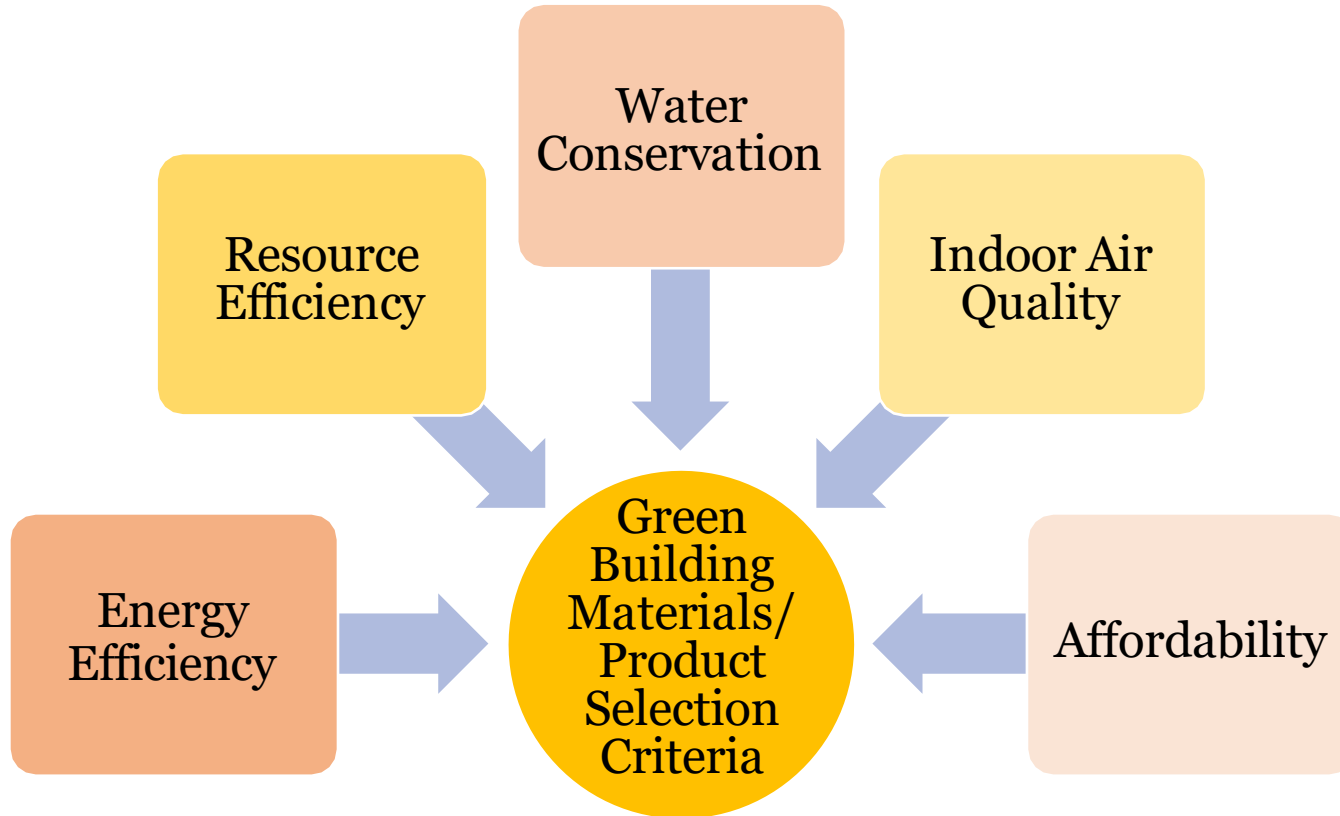 Water
Conservation
Resource
Efficiency
Indoor Air
Quality
Energy
Efficiency
Green
Building
Materials/
Product
Selection
Criteria
Affordability